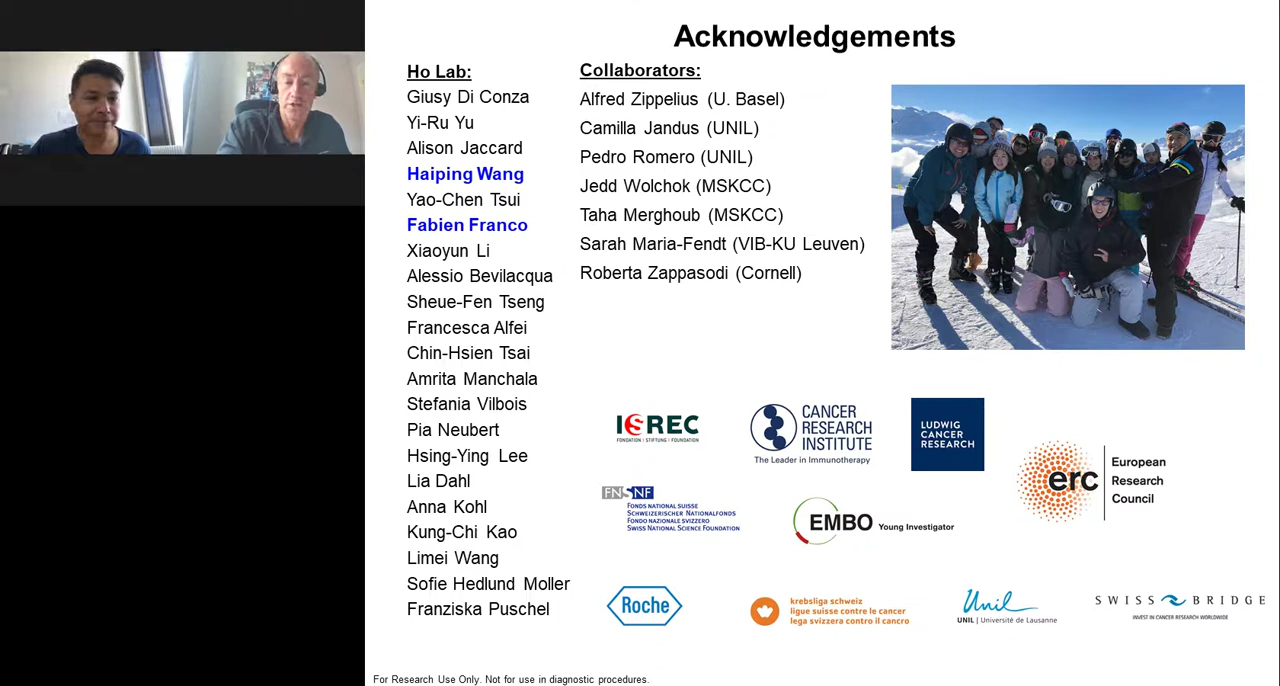 Acknowledgements
Ho Lab:
Giusy Di Conza
Yi-Ru Yu
Alison Jaccard
Haiping Wang
Yao-Chen Tsui
Fabien Franco
Xiaoyun Li
Alessio Bevilacqua
Sheue-Fen Tseng
Francesca Alfei
Chin-Hsien Tsai
Amrita Manchala
Stefania Vilbois
Pia Neubert
Hsing-Ying Lee
Lia Dahl
Anna Kohl
Kung-Chi Kao
Limei Wang
Sofie Hedlund Moller
Franziska Puschel
Collaborators:
Alfred Zippelius (U. Basel)
Camilla Jandus (UNIL)
Pedro Romero (UNIL)
Jedd Wolchok (MSKCC)
Taha Merghoub (MSKCC)
Sarah Maria-Fendt (VIB-KU Leuven)
Roberta Zappasodi (Cornell)
ISREC
FONDATION | STIFTUNG | FOUNDATION
CANCER
RESEARCH
INSTITUTE
The Leader in Immunotherapy
LUDWIG
CANCER
RESEARCH
erc
European
Research
Council
FNSNF
FONDS NATIONAL SUISSE
SCHWEIZERISCHER NATIONALFONDS
FONDO NAZIONALE SVIZZERO
SWISS NATIONAL SCIENCE FOUNDATION
EMBO Young Investigator
Roche
krebsliga schweiz
ligue suisse contre le cancer
lega svizzera contro il cancro
Unil
UNIL | Université de Lausanne
SWISS BRIDGE
INVEST IN CANCER RESEARCH WORLDWIDE
For Research Use Only. Not for use in diagnostic procedures.